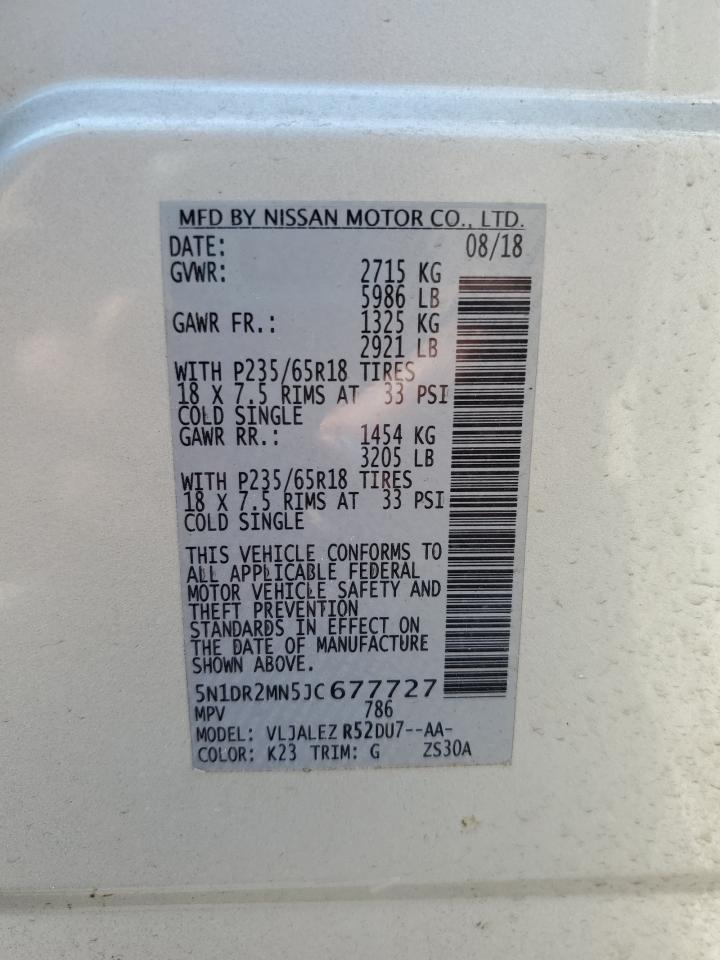 MFD BY NISSAN MOTOR CO., LTD.
DATE: 08/18
GVWR: 2715 KG
5986 LB
GAWR FR.: 1325 KG
2921 LB
WITH P235/65R18 TIRES
18 X 7.5 RIMS AT 33 PSI
COLD SINGLE
GAWR RR.: 1454 KG
3205 LB
WITH P235/65R18 TIRES
18 X 7.5 RIMS AT 33 PSI
COLD SINGLE
THIS VEHICLE CONFORMS TO
ALL APPLICABLE FEDERAL
MOTOR VEHICLE SAFETY AND
THEFT PREVENTION
STANDARDS IN EFFECT ON
THE DATE OF MANUFACTURE
SHOWN ABOVE.
5N1DR2MN5JC677727
MPV 786
MODEL: VLJALEZ R52DU7--AA-
COLOR: K23 TRIM: G ZS30A